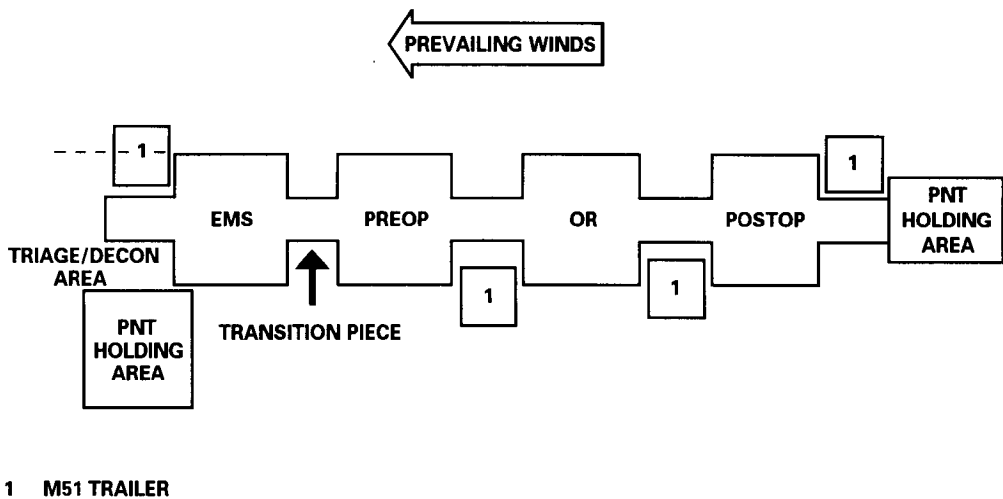 PREVAILING WINDS
1
1
EMS
PREOP
OR
POSTOP
PNT
HOLDING
AREA
TRIAGE/DECON
AREA
1
1
TRANSITION PIECE
PNT
HOLDING
AREA
1 M51 TRAILER